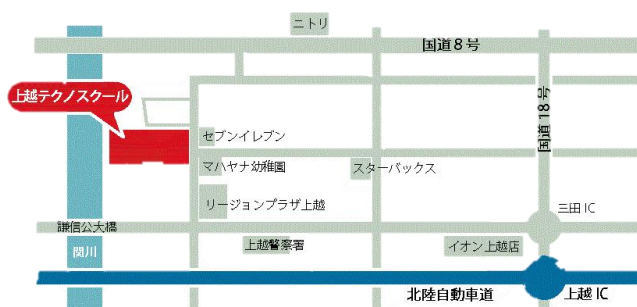 ニトリ
国道8号
上越テクノスクール
国道18号
セブンイレブン
マハヤナ幼稚園
スターバックス
リージョンプラザ上越
三田IC
謙信公大橋
上越警察署
イオン上越店
関川
北陸自動車道
上越IC